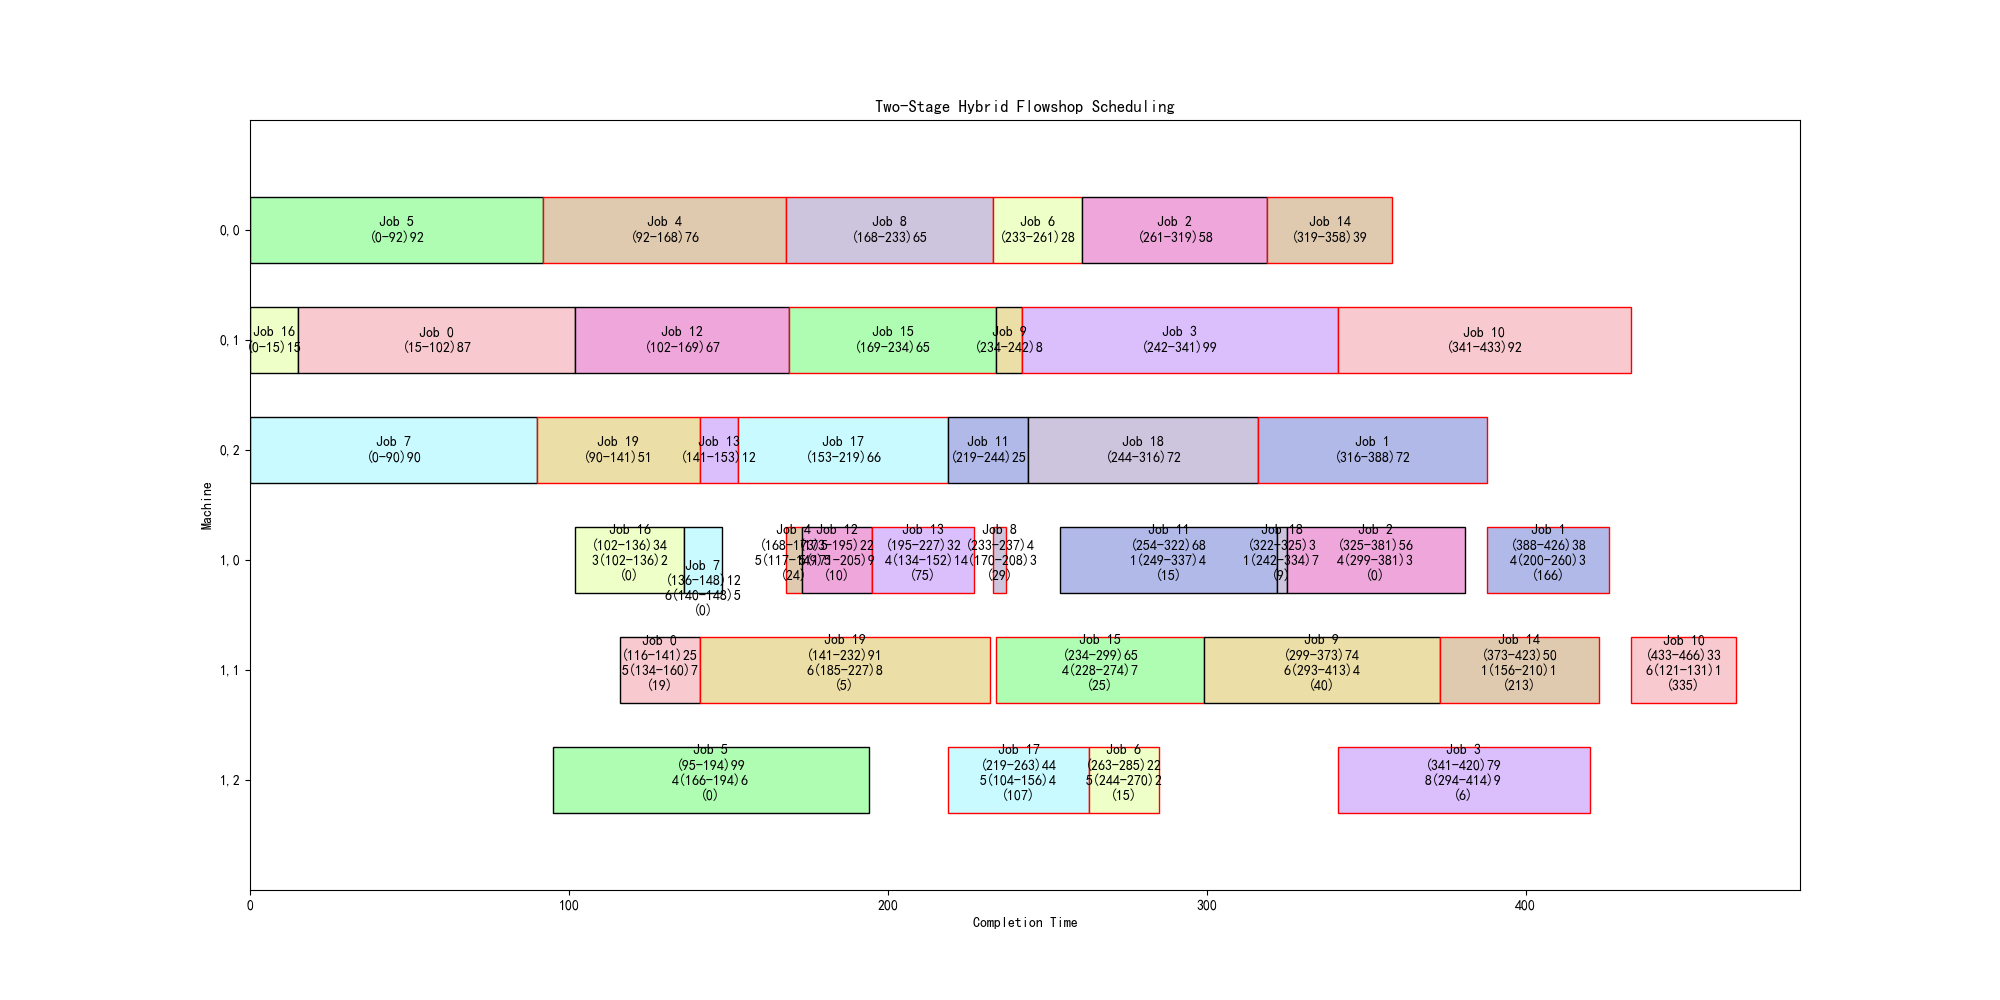 Two-Stage Hybrid Flowshop Scheduling
Machine
0,0
Job 5
(0-92)92
Job 4
(92-168)76
Job 8
(168-233)65
Job 6
(233-261)28
Job 2
(261-319)58
Job 14
(319-358)39
0,1
Job 16
(0-15)15
Job 0
(15-102)87
Job 12
(102-169)67
Job 15
(169-234)65
Job 9
(234-242)8
Job 3
(242-341)99
Job 10
(341-433)92
0,2
Job 7
(0-90)90
Job 19
(90-141)51
Job 13
(141-153)12
Job 17
(153-219)66
Job 11
(219-244)25
Job 18
(244-316)72
Job 1
(316-388)72
1,0
Job 16
(102-136)34
3(102-136)2
(0)
Job 7
(136-148)12
6(140-148)5
(0)
Job 4
(168-173)5
(24)
Job 12
(173-195)22
(10)
Job 13
(195-227)32
4(134-152)14
(75)
Job 8
(233-237)4
(170-208)3
(29)
Job 11
(254-322)68
1(249-337)4
(15)
Job 18
(322-325)3
1(242-334)7
(9)
Job 2
(325-381)56
4(299-381)3
(0)
Job 1
(388-426)38
4(200-260)3
(166)
1,1
Job 0
(116-141)25
5(134-160)7
(19)
Job 19
(141-232)91
6(185-227)8
(5)
Job 15
(234-299)65
4(228-274)7
(25)
Job 9
(299-373)74
6(293-413)4
(40)
Job 14
(373-423)50
1(156-210)1
(213)
Job 10
(433-466)33
6(121-131)1
(335)
1,2
Job 5
(95-194)99
4(166-194)6
(0)
Job 17
(219-263)44
5(104-156)4
(107)
Job 6
(263-285)22
5(244-270)2
(15)
Job 3
(341-420)79
8(294-414)9
(6)
0
100
200
300
400
Completion Time